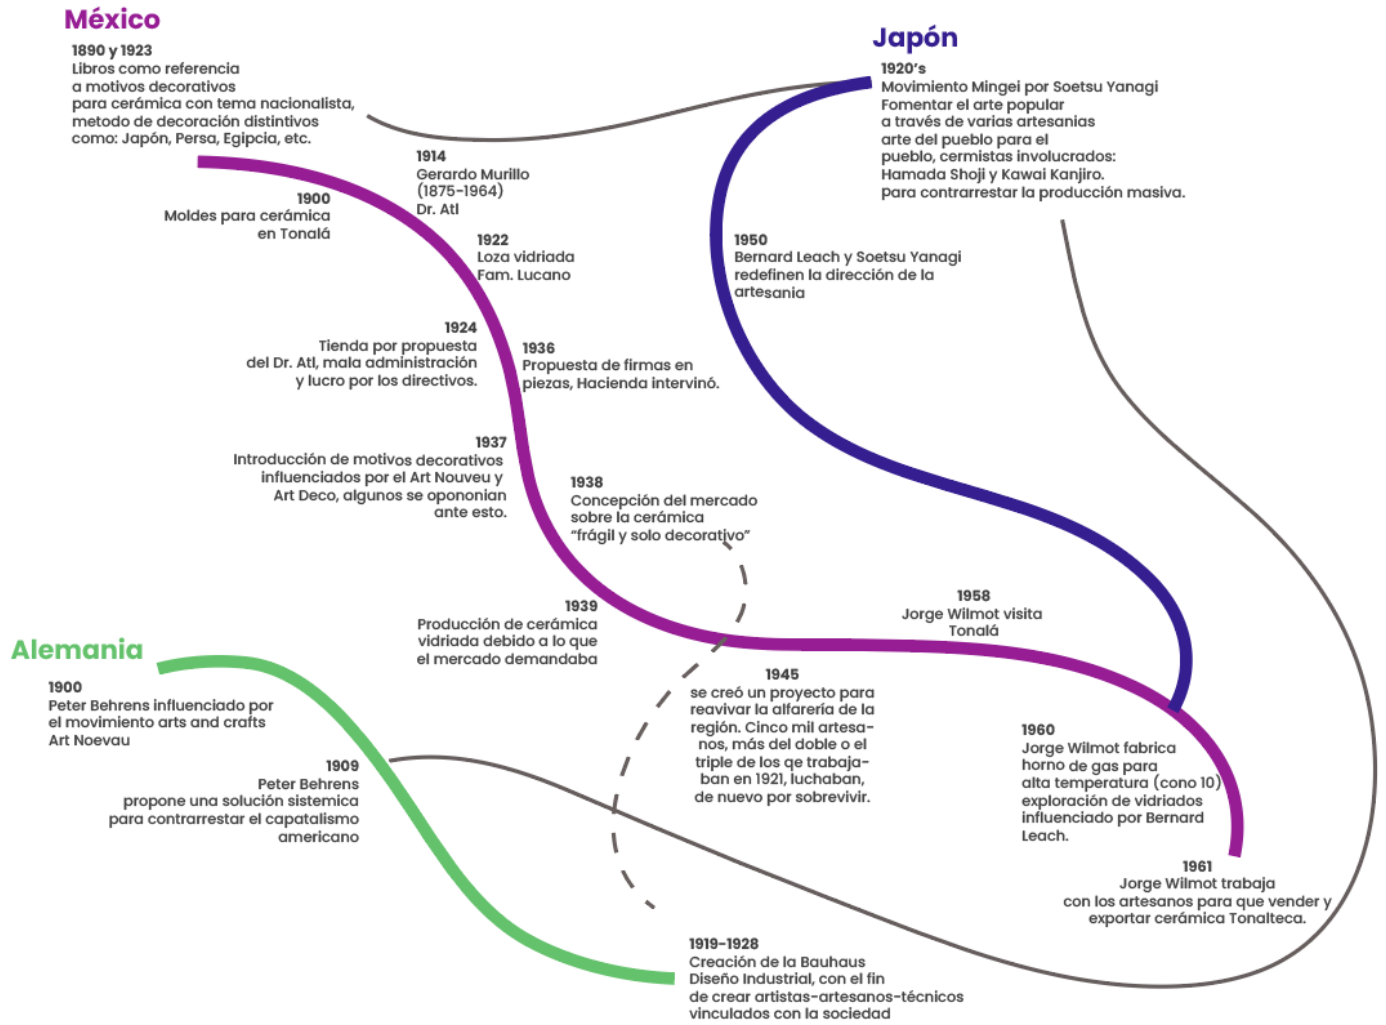 México
1890 y 1923
Libros como referencia
a motivos decorativos
para cerámica con tema nacionalista,
metodo de decoración distintivos
como: Japón, Persa, Egipcia, etc.
1900
Moldes para cerámica
en Tonalá
1914
Gerardo Murillo
(1875-1964)
Dr. Atl
1922
Loza vidriada
Fam. Lucano
1924
Tienda por propuesta
del Dr. Atl, mala administración
y lucro por los directivos.
1936
Propuesta de firmas en
piezas, Hacienda intervinó.
1937
Introducción de motivos decorativos
influenciados por el Art Nouveu y
Art Deco, algunos se opononian
ante esto.
1938
Concepción del mercado
sobre la cerámica
“frágil y solo decorativo”
1939
Producción de cerámica
vidriada debido a lo que
el mercado demandaba
1945
se creó un proyecto para
reavivar la alfarería de la
región. Cinco mil artesa-
nos, más del doble o el
triple de los qe trabaja-
ban en 1921, luchaban,
de nuevo por sobrevivir.
1958
Jorge Wilmot visita
Tonalá
1960
Jorge Wilmot fabrica
horno de gas para
alta temperatura (cono 10)
exploración de vidriados
influenciado por Bernard
Leach.
1961
Jorge Wilmot trabaja
con los artesanos para que vender y
exportar cerámica Tonalteca.
Japón
1920’s
Movimiento Mingei por Soetsu Yanagi
Fomentar el arte popular
a través de varias artesanias
arte del pueblo para el
pueblo, cermistas involucrados:
Hamada Shoji y Kawai Kanjiro.
para contrarrestar la producción masiva.
1950
Bernard Leach y Soetsu Yanagi
redefinen la dirección de la
artesania
Alemania
1900
Peter Behrens influenciado por
el movimiento arts and crafts
Art Noevau
1909
Peter Behrens
propone una solución sistemica
para contrarrestar el capatalismo
americano
1919-1928
Creación de la Bauhaus
Diseño Industrial, con el fin
de crear artistas-artesanos-técnicos
vinculados con la sociedad